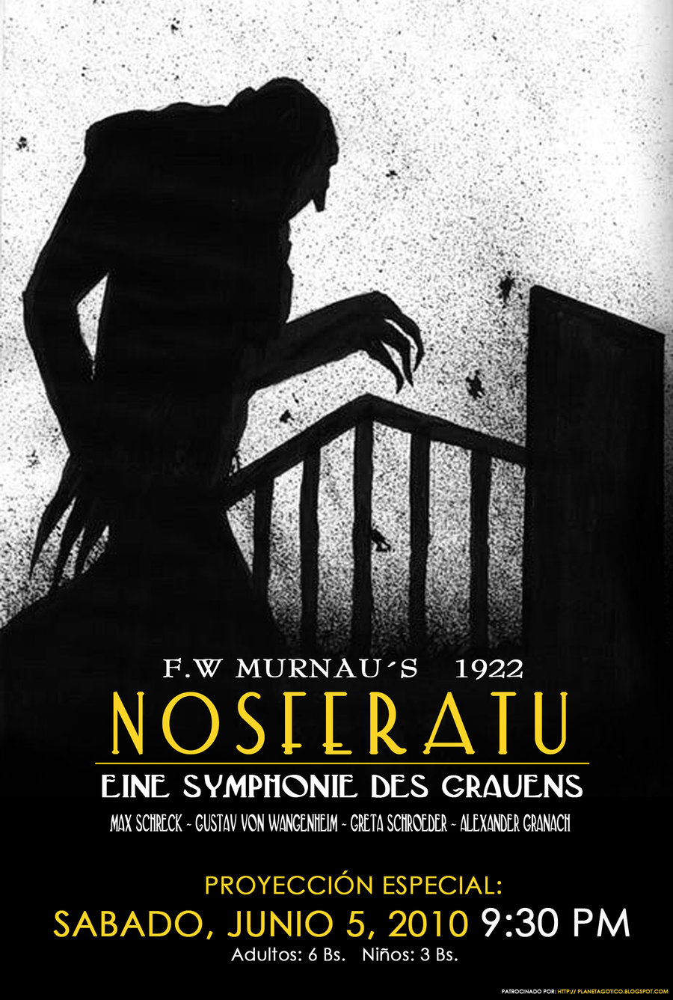 F.W MURNAU´S 1922
NOSFERATU
EINE SYMPHONIE DES GRAUENS
MAX SCHRECK ~ GUSTAV VON WANGENHEIM ~ GRETA SCHROEDER ~ ALEXANDER GRANACH
PROYECCIÓN ESPECIAL:
SABADO, JUNIO 5, 2010 9:30 PM
Adultos: 6 Bs. Niños: 3 Bs.
PATROCINADO POR: HTTP:// PLANETAGOTICO.BLOGSPOT.COM